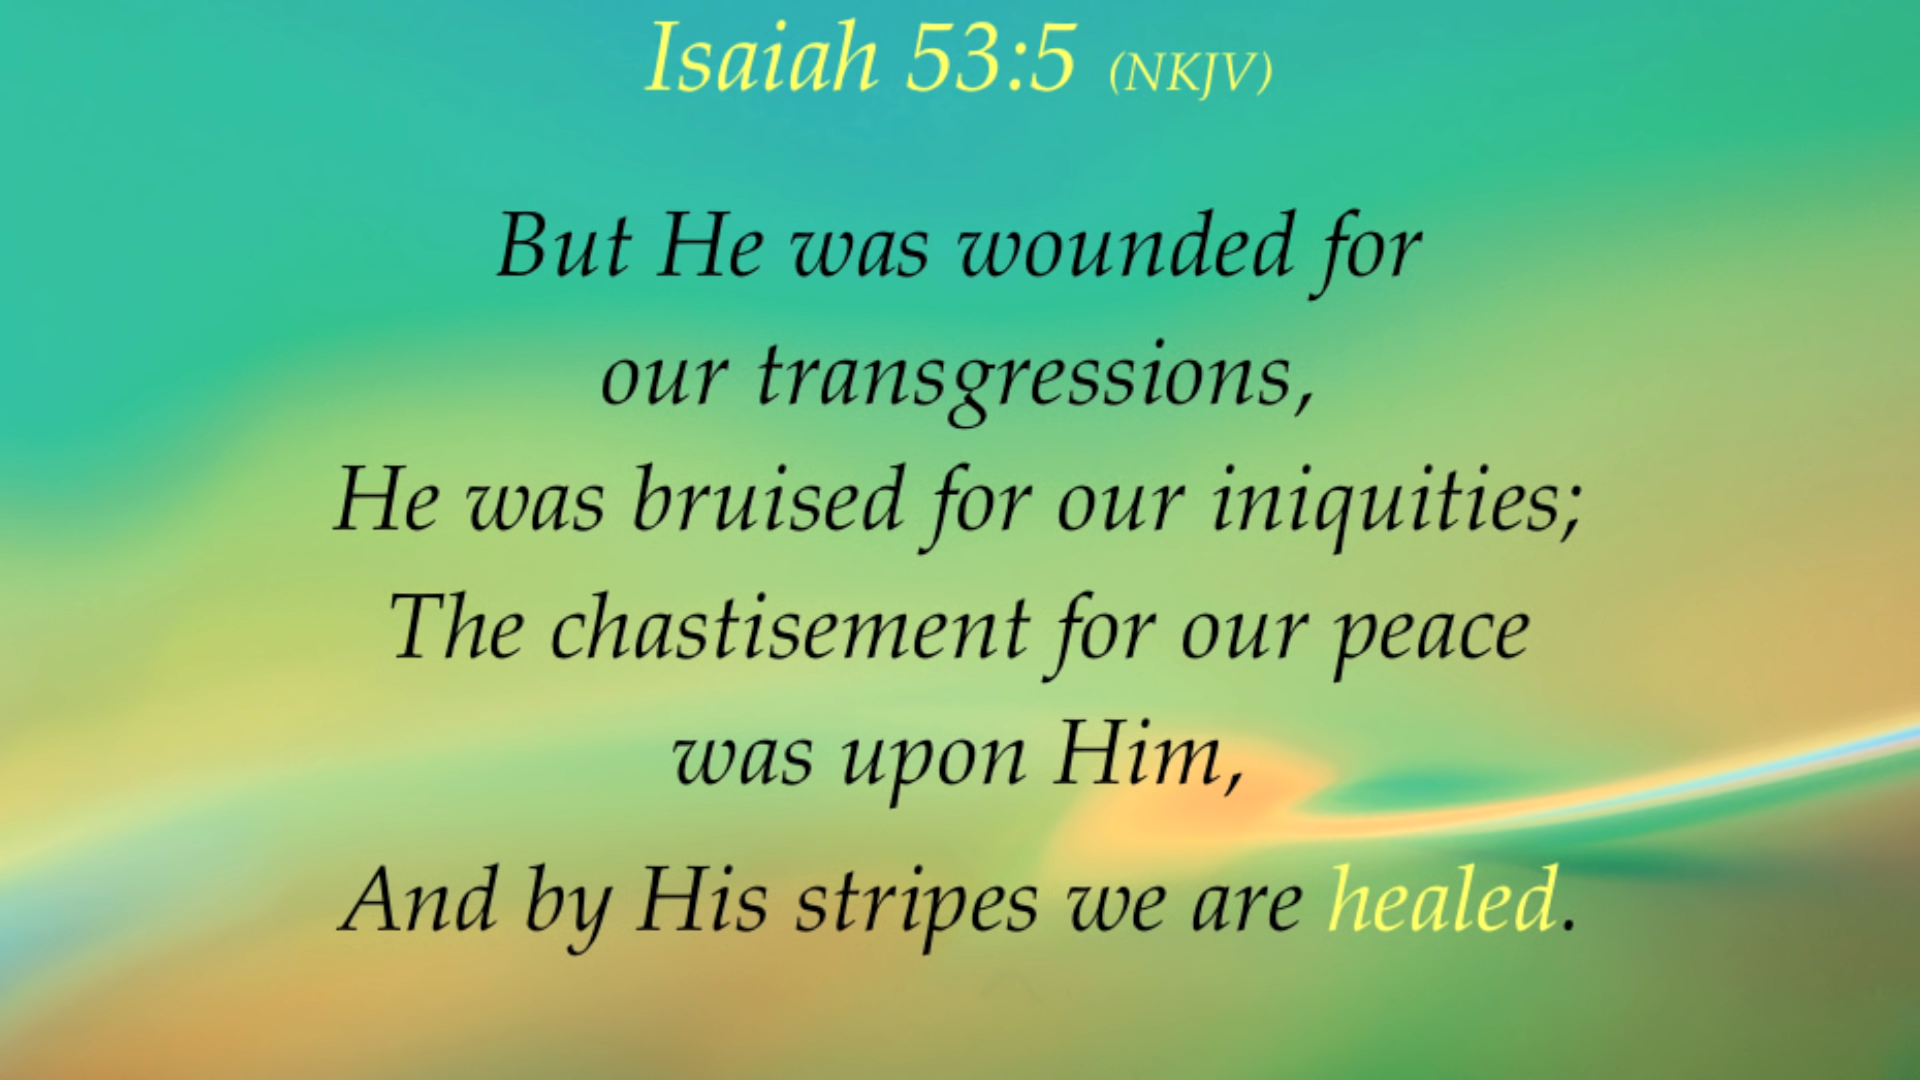 Isaiah 53:5 (NKJV)
But He was wounded for
our transgressions,
He was bruised for our iniquities;
The chastisement for our peace
was upon Him,
And by His stripes we are healed.